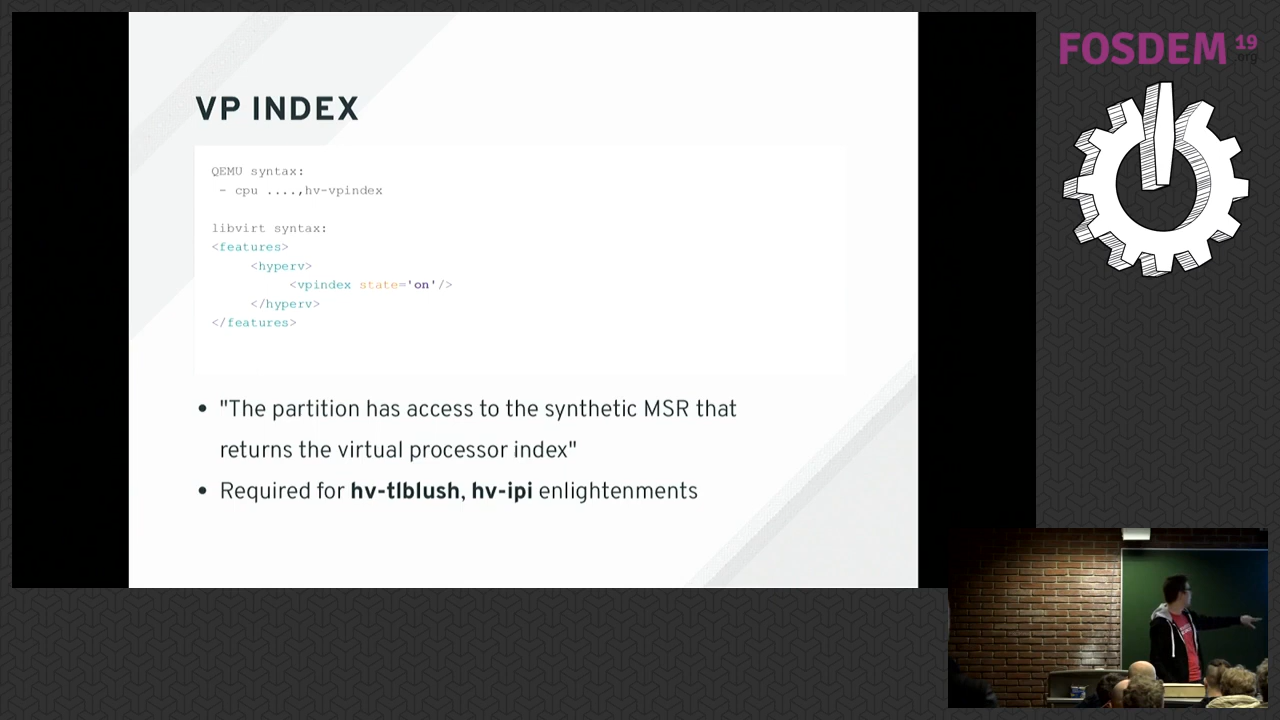 VP INDEX
QEMU syntax:
- cpu ....,hv-vpindex
libvirt syntax:
<features>
<hyperv>
<vpindex state='on'/>
</hyperv>
</features>
• "The partition has access to the synthetic MSR that
returns the virtual processor index"
• Required for hv-tlblush, hv-ipi enlightenments
FOSDEM 19
.org